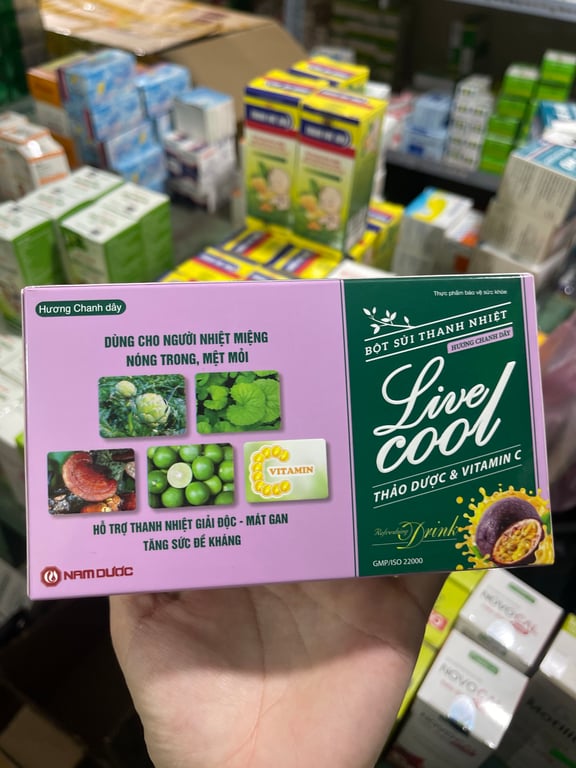 Hương Chanh dây
DÙNG CHO NGƯỜI NHIỆT MIỆNG
NÓNG TRONG, MỆT MỎI
VITAMIN
HỖ TRỢ THANH NHIỆT GIẢI ĐỘC - MÁT GAN
TĂNG SỨC ĐỀ KHÁNG
NAM DƯỢC
Thực phẩm bảo vệ sức khỏe
BỘT SỦI THANH NHIỆT
HƯƠNG CHANH DÂY
Live
cool
THẢO DƯỢC & VITAMIN C
Refreshing Drink
GMP/ISO 22000
NOVOCAL
NOVOCAL